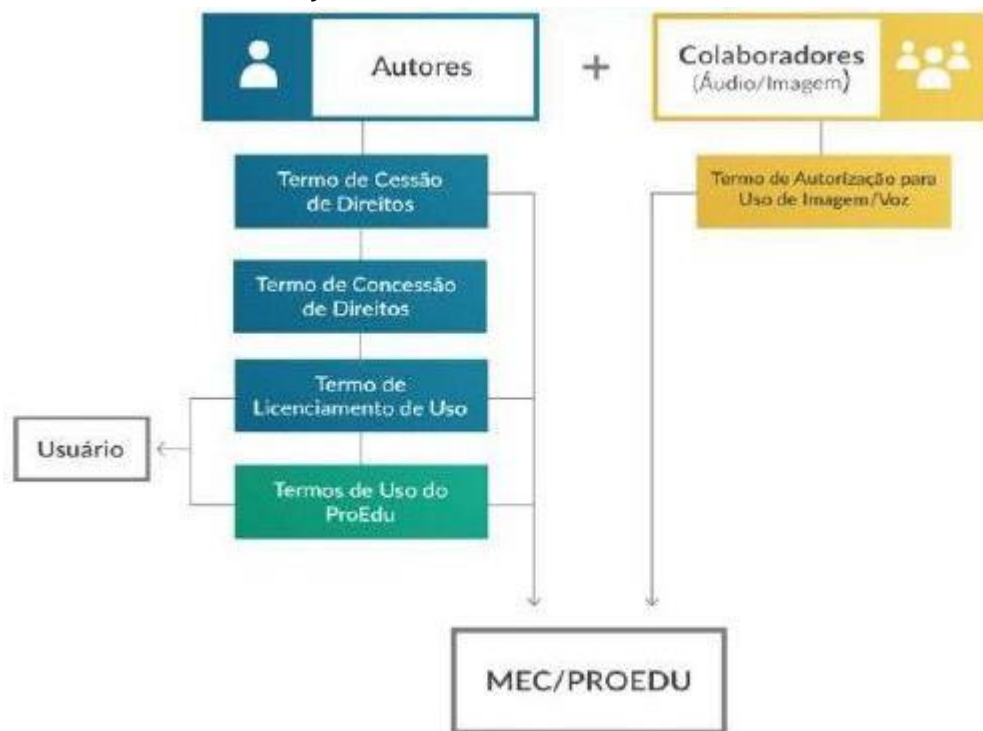 Autores
+
Colaboradores
(Áudio/Imagem)
Termo de Cessão
de Direitos
Termo de Autorização para
Uso de Imagem/Voz
Termo de Concessão
de Direitos
Termo de
Licenciamento de Uso
Usuário
Termos de Uso do
ProEdu
MEC/PROEDU